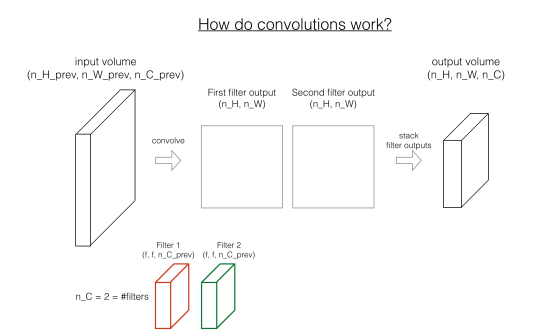 How do convolutions work?
input volume
(n_H_prev, n_W_prev, n_C_prev)
output volume
(n_H, n_W, n_C)
First filter output
(n_H, n_W)
Second filter output
(n_H, n_W)
convolve
stack
filter outputs
Filter 1
(f, f, n_C_prev)
Filter 2
(f, f, n_C_prev)
n_C = 2 = #filters